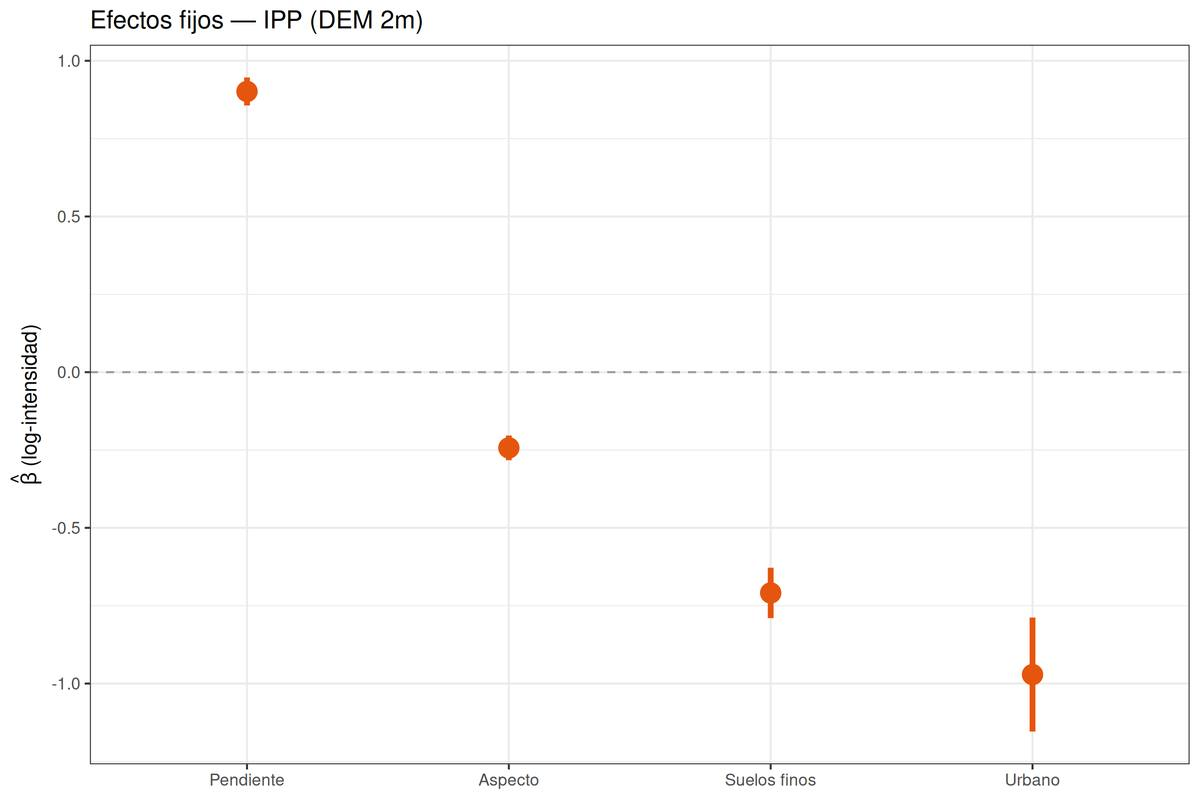 Efectos fijos — IPP (DEM 2m)
β̂ (log-intensidad)
1.0
0.5
0.0
-0.5
-1.0
Pendiente
Aspecto
Suelos finos
Urbano